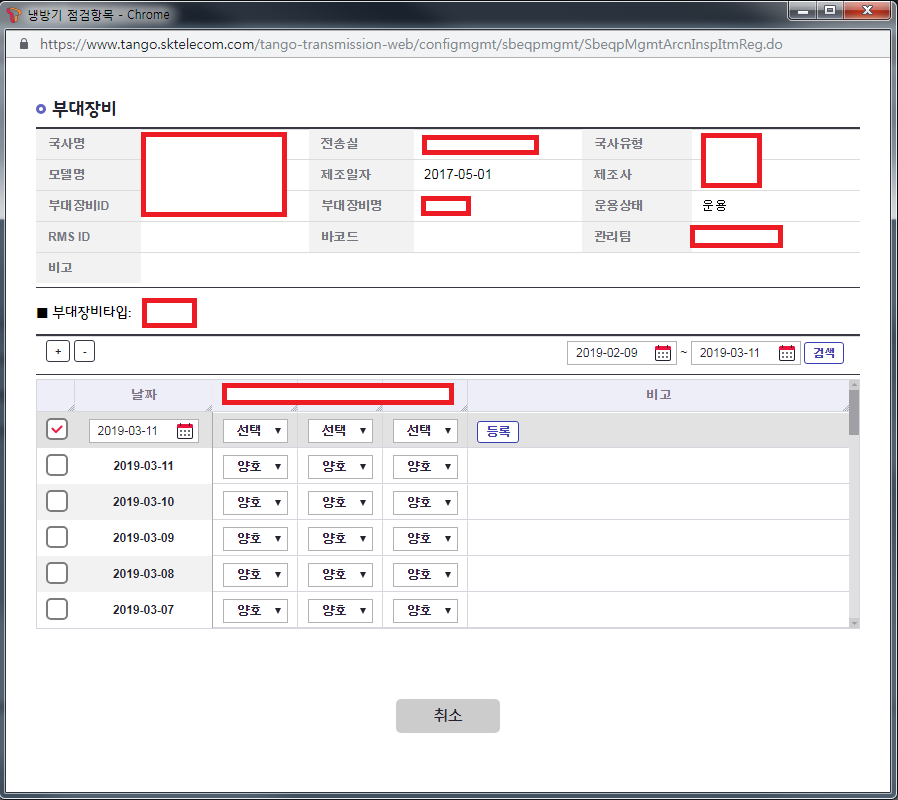 냉방기 점검항목 - Chrome
https://www.tango.sktelecom.com/tango-transmission-web/configmgmt/sbeqpmgmt/SbeqpMgmtArcnInspItmReg.do
부대장비
국사명 전송실 국사유형
모델명 제조일자 2017-05-01 제조사
부대장비ID 부대장비명 운용상태 운용
RMS ID 바코드 관리팀
비고
■ 부대장비타입:
+ - 2019-02-09 ~ 2019-03-11 검색
날짜 비고
2019-03-11 선택 선택 선택 등록
2019-03-11 양호 양호 양호
2019-03-10 양호 양호 양호
2019-03-09 양호 양호 양호
2019-03-08 양호 양호 양호
2019-03-07 양호 양호 양호
취소